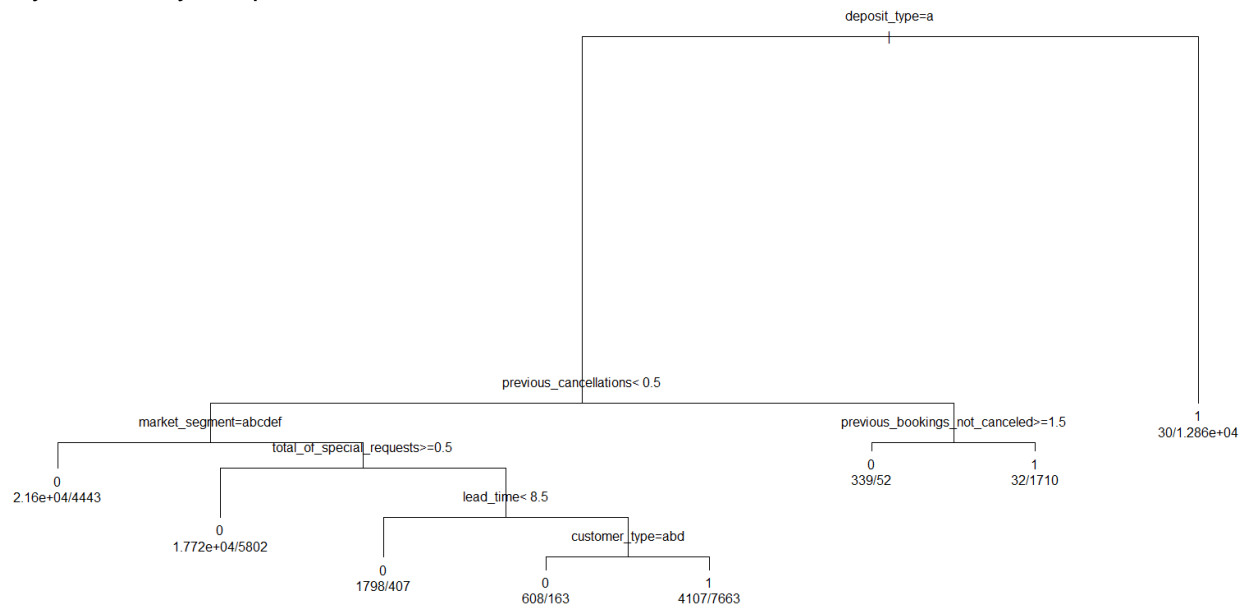 deposit_type=a
previous_cancellations< 0.5
market_segment=abcdef
previous_bookings_not_canceled>=1.5
1
30/1.286e+04
total_of_special_requests>=0.5
0
339/52
1
32/1710
0
2.16e+04/4443
lead_time< 8.5
0
1.772e+04/5802
customer_type=abd
0
1798/407
0
608/163
1
4107/7663